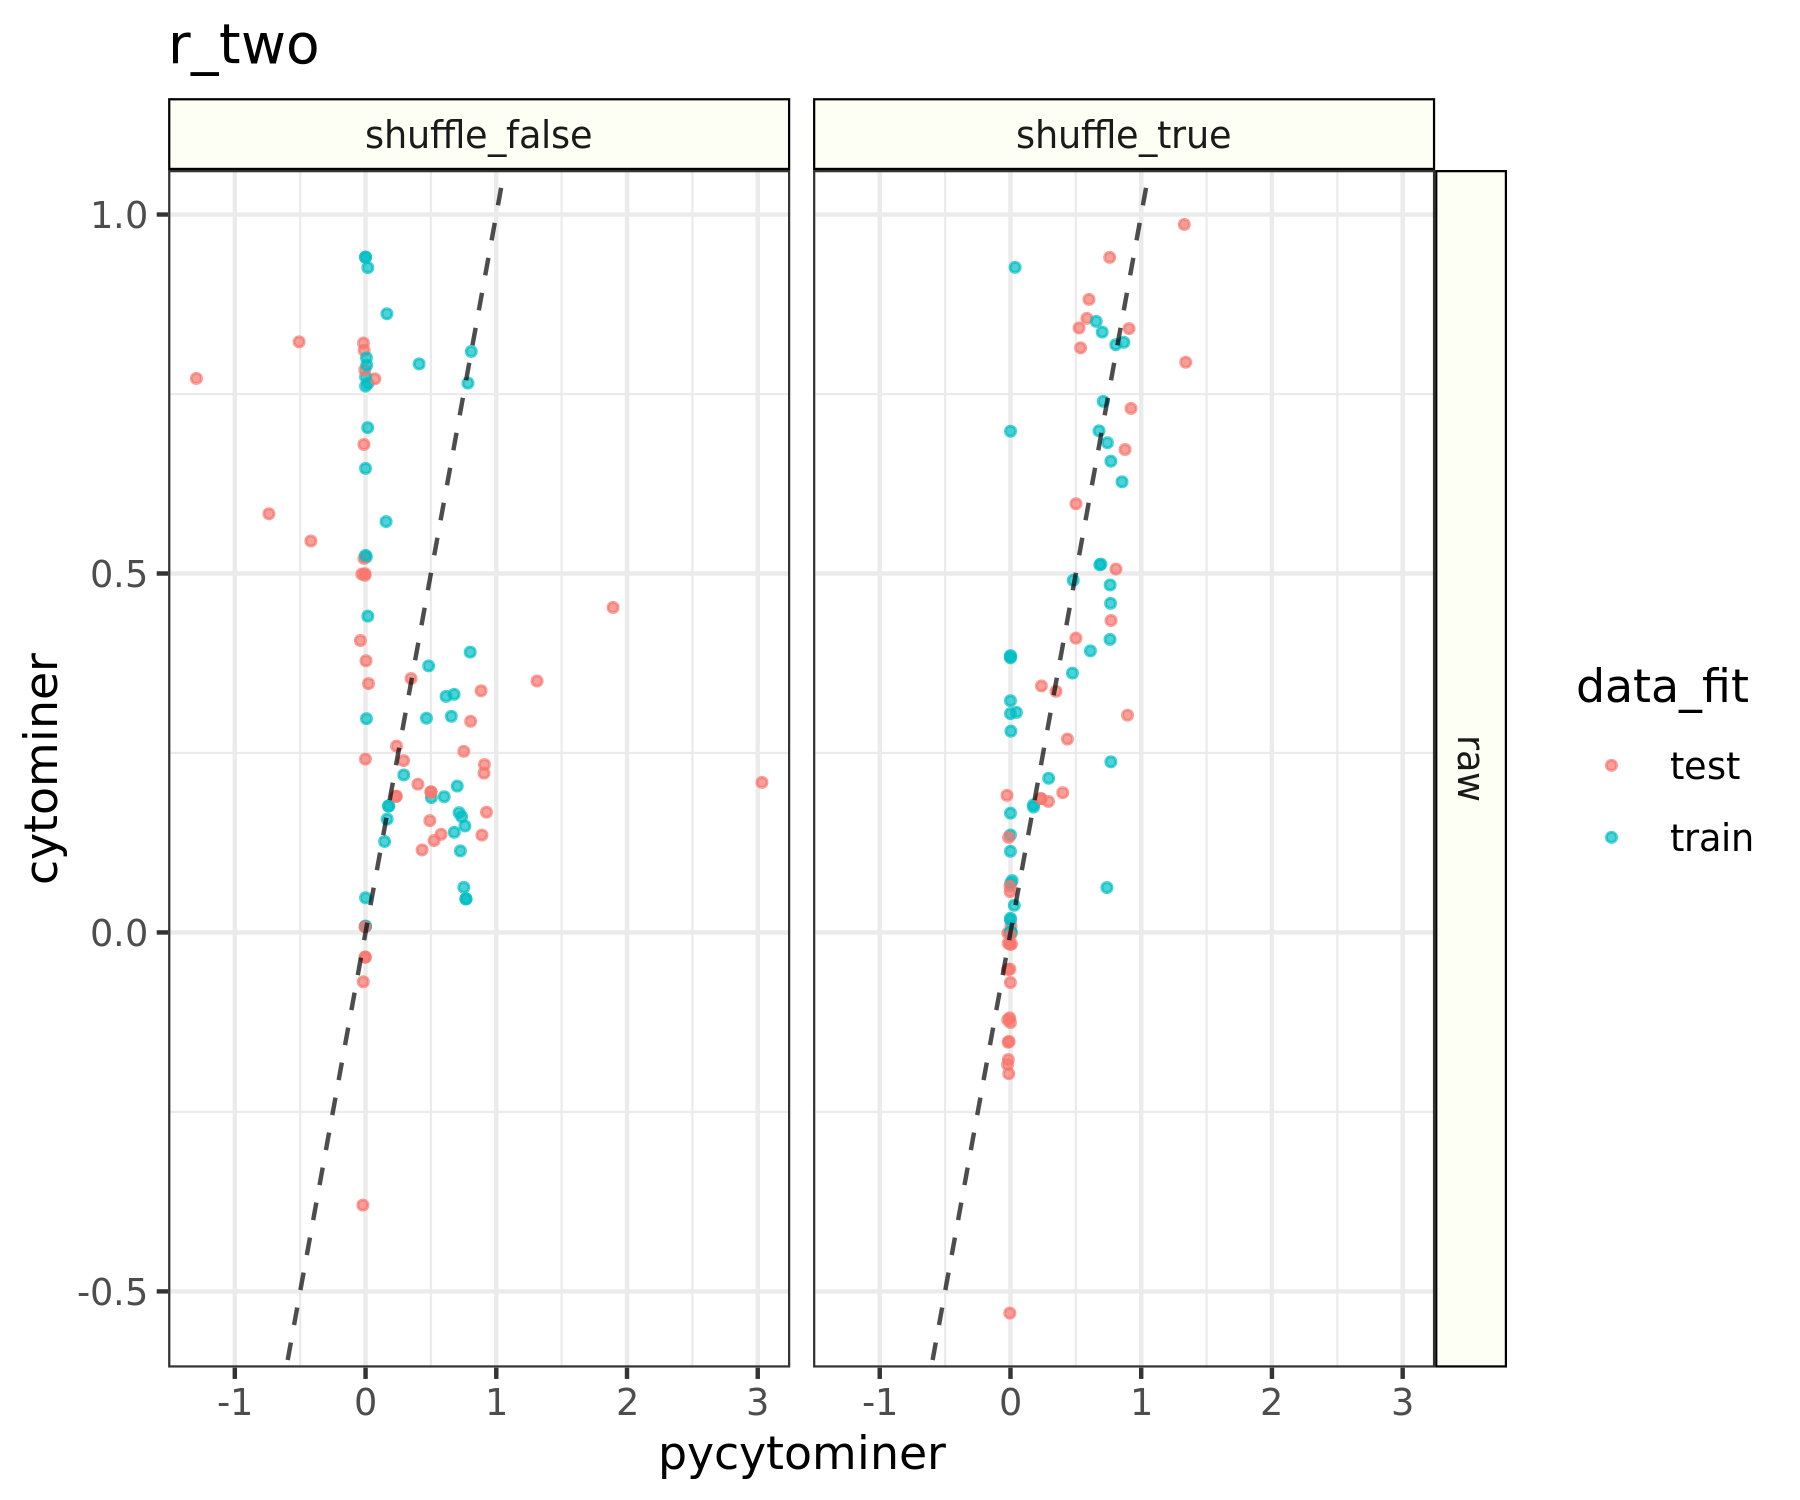 r_two
shuffle_false
shuffle_true
1.0
0.5
0.0
-0.5
cytominer
raw
-1
0
1
2
3
-1
0
1
2
3
pycytominer
data_fit
test
train